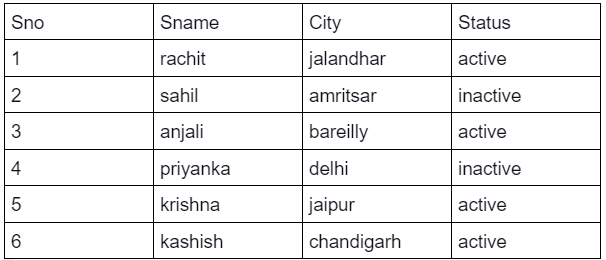 Sno Sname City Status
1 rachit jalandhar active
2 sahil amritsar inactive
3 anjali bareilly active
4 priyanka delhi inactive
5 krishna jaipur active
6 kashish chandigarh active